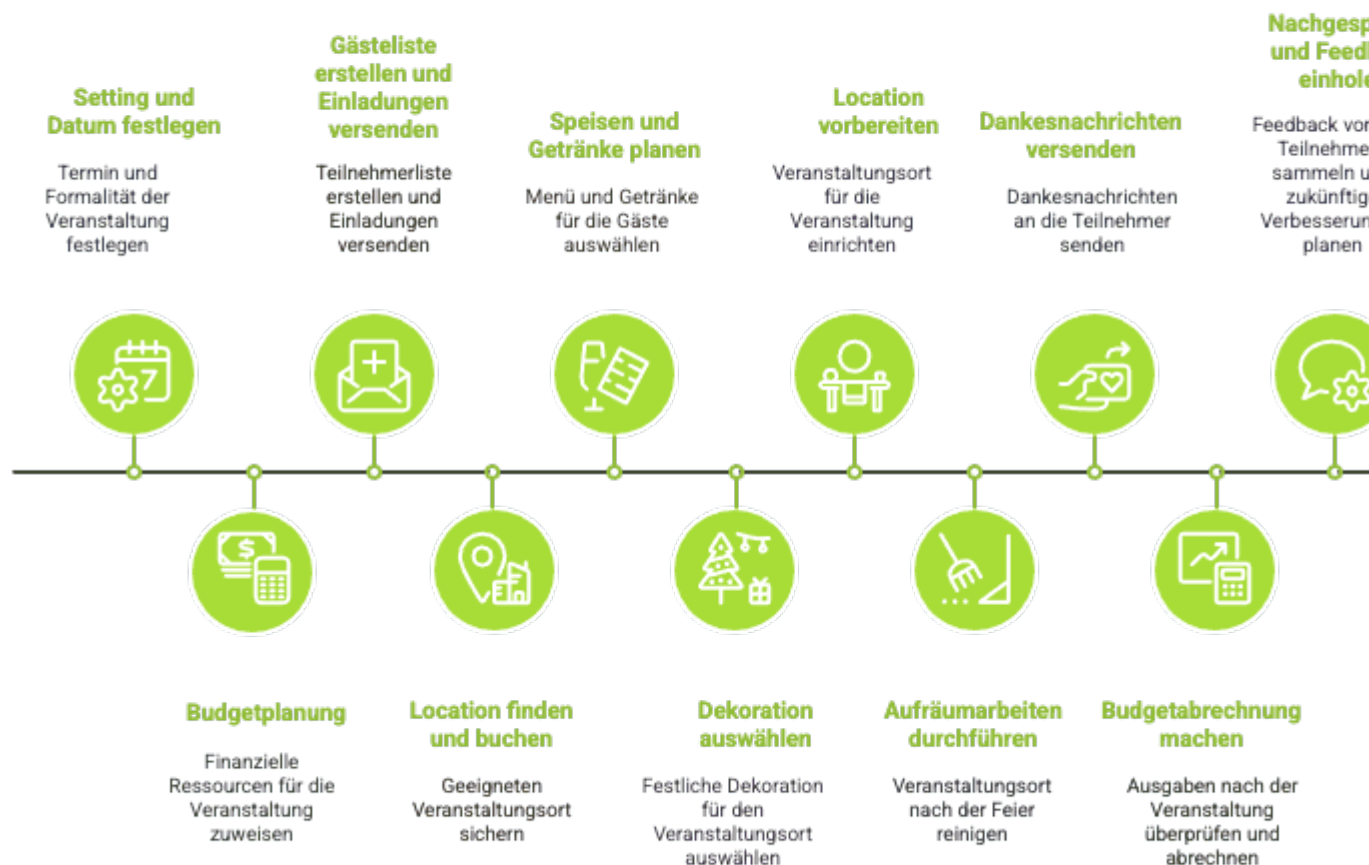 Setting und
Datum festlegen
Termin und
Formalität der
Veranstaltung
festlegen
Gästeliste
erstellen und
Einladungen
versenden
Teilnehmerliste
erstellen und
Einladungen
versenden
Speisen und
Getränke planen
Menü und Getränke
für die Gäste
auswählen
Location
vorbereiten
Veranstaltungsort
für die
Veranstaltung
einrichten
Dankesnachrichten
versenden
Dankesnachrichten
an die Teilnehmer
senden
und
Feedback
sammeln
planen
7
$
Budgetplanung
Finanzielle
Ressourcen für die
Veranstaltung
zuweisen
Location finden
und buchen
Geeigneten
Veranstaltungsort
sichern
Dekoration
auswählen
Festliche Dekoration
für den
Veranstaltungsort
auswählen
Aufräumarbeiten
durchführen
Veranstaltungsort
nach der Feier
reinigen
Budgetabrechnung
machen
Ausgaben nach der
Veranstaltung
überprüfen und
abrechnen